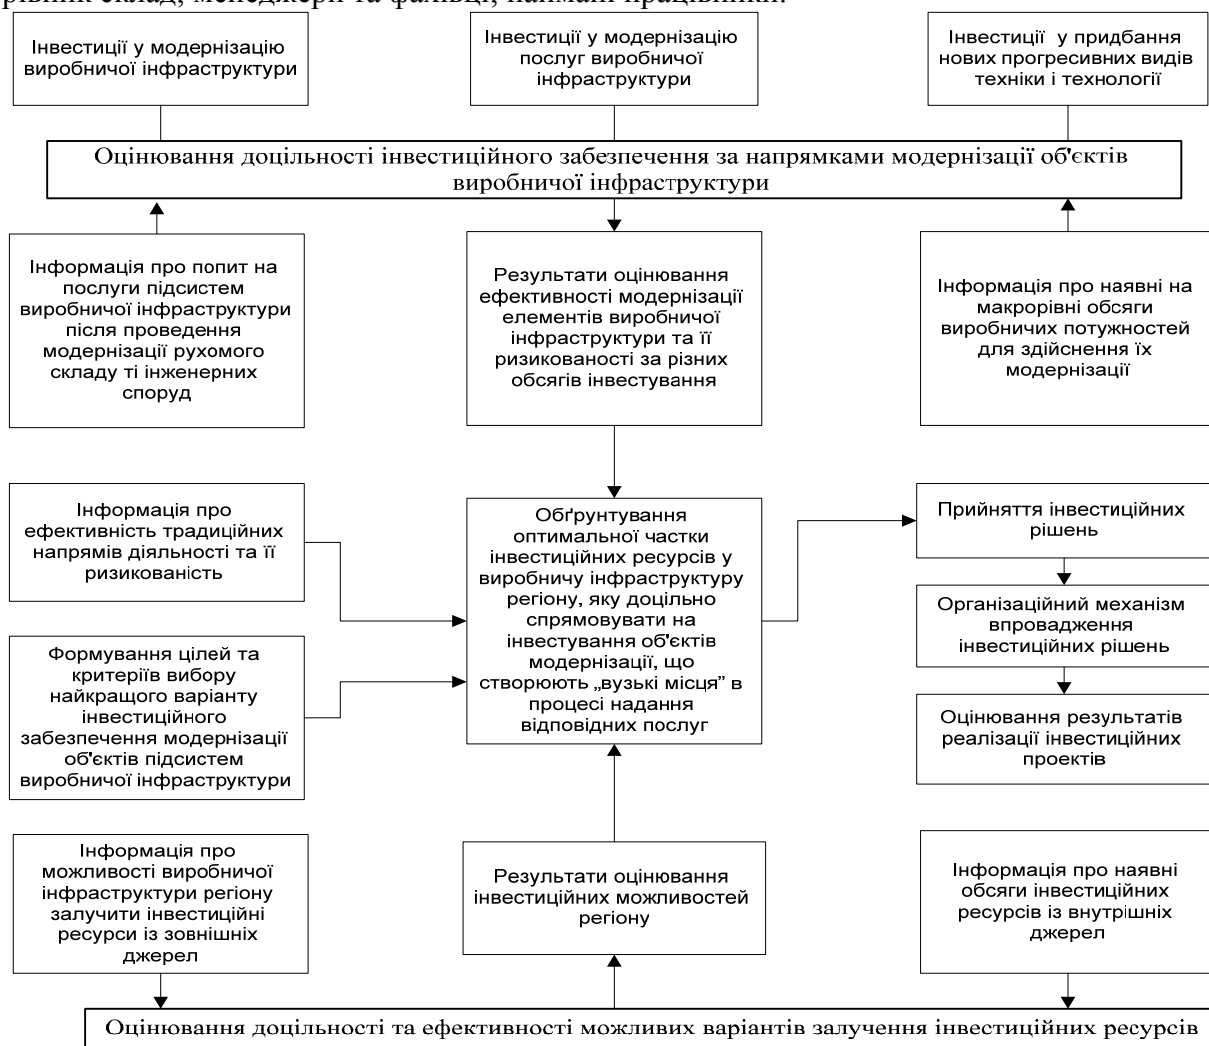 рівник склад, менеджери та фахівці, наймані працівники.
Інвестиції у модернізацію
виробничої інфраструктури
Інвестиції у модернізацію
послуг виробничої
інфраструктури
Інвестиції у придбання
нових прогресивних видів
техніки і технології
Оцінювання доцільності інвестиційного забезпечення за напрямками модернізації об'єктів
виробничої інфраструктури
Інформація про попит на
послуги підсистем
виробничої інфраструктури
після проведення
модернізації рухомого
складу ті інженерних
споруд
Результати оцінювання
ефективності модернізації
елементів виробничої
інфраструктури та її
ризикованості за різних
обсягів інвестування
Інформація про наявні на
макрорівні обсяги
виробничих потужностей
для здійснення їх
модернізації
Інформація про
ефективність традиційних
напрямів діяльності та її
ризикованість
Формування цілей та
критеріїв вибору
найкращого варіанту
інвестиційного
забезпечення модернізації
об'єктів підсистем
виробничої інфраструктури
Обґрунтування
оптимальної частки
інвестиційних ресурсів у
виробничу інфраструктуру
регіону, яку доцільно
спрямовувати на
інвестування об'єктів
модернізації, що
створюють „вузькі місця” в
процесі надання
відповідних послуг
Прийняття інвестиційних
рішень
Організаційний механізм
впровадження
інвестиційних рішень
Оцінювання результатів
реалізації інвестиційних
проектів
Інформація про
можливості виробничої
інфраструктури регіону
залучити інвестиційні
ресурси із зовнішніх
джерел
Результати оцінювання
інвестиційних можливостей
регіону
Інформація про наявні
обсяги інвестиційних
ресурсів із внутрішніх
джерел
Оцінювання доцільності та ефективності можливих варіантів залучення інвестиційних ресурсів